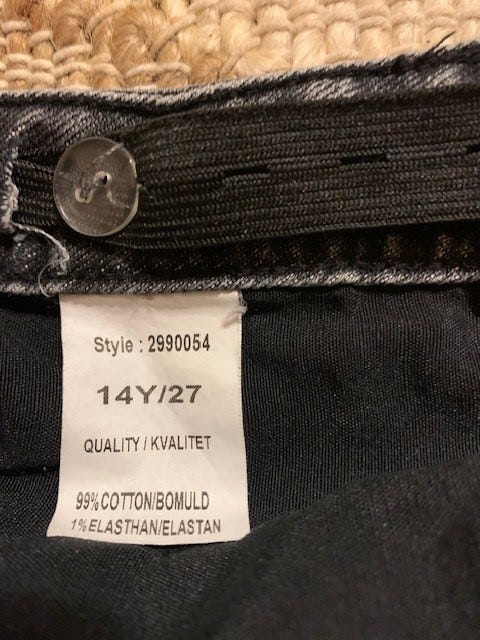 Style : 2990054
14Y/27
QUALITY / KVALITET
99% COTTON/BOMULD
1% ELASTHAN/ELASTAN